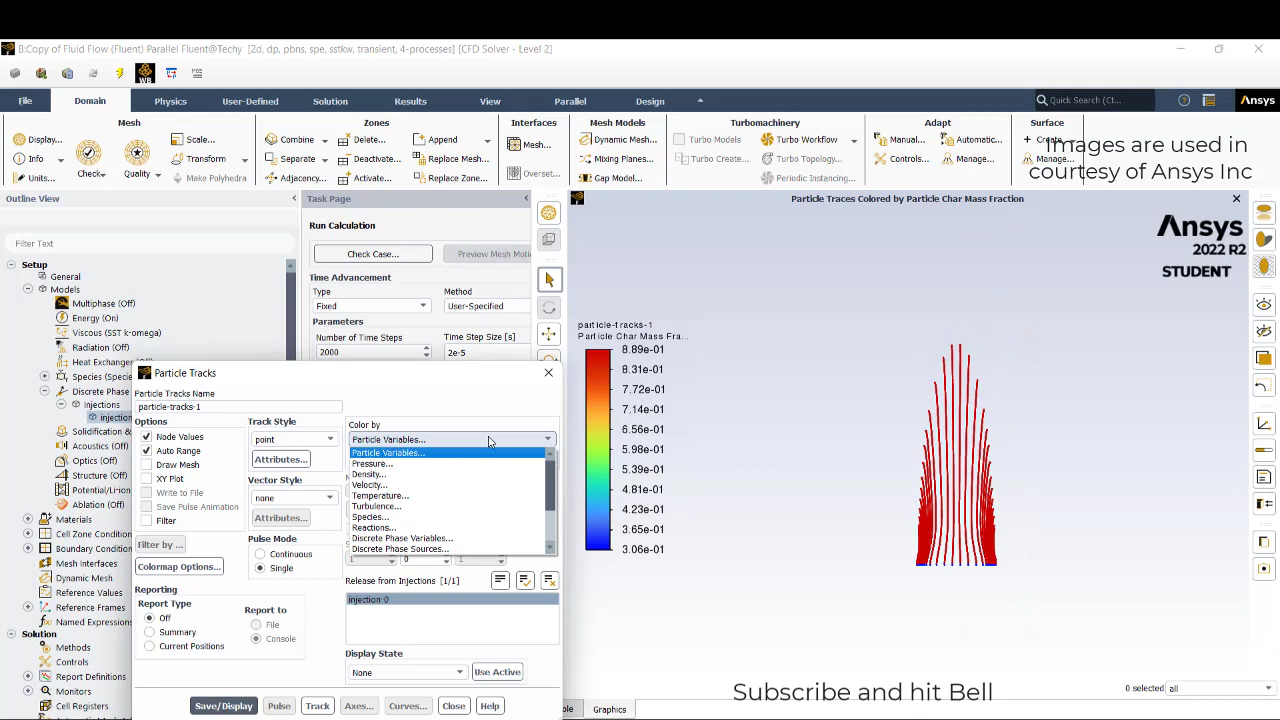 B:Copy of Fluid Flow (Fluent) Parallel Fluent@Techy [2d, dp, pbns, spe, sstkw, transient, 4-processes] [CFD Solver - Level 2]
File Domain Physics User-Defined Solution Results View Parallel Design Quick Search (Ct... Ansys
Mesh Zones Interfaces Mesh Models Turbomachinery Adapt Surface
Display... Scale... Combine Delete... Append Mesh... Dynamic Mesh... Turbo Models Turbo Workflow Manual... Automatic... Create
Info Check Quality Transform Separate Deactivate... Replace Mesh... Mixing Planes... Turbo Create... Turbo Topology... Controls... Manage... Manage...
Units... Make Polyhedra Adjacency... Activate... Replace Zone... Overset... Gap Model... Periodic Instancing...
Images are used in
courtesy of Ansys Inc
Outline View
Filter Text
Setup
General
Models
Multiphase (Off)
Energy (On)
Viscous (SST k-omega)
Radiation (Off)
Heat Exchanger (Off)
Species (Species
Discrete Phase
Injections
injection
Solidification &
Acoustics (Off)
Optics (Off)
Structure (Off)
Potential/Li-ion
Ablation (Off)
Materials
Cell Zone Conditions
Boundary Conditions
Mesh Interfaces
Dynamic Mesh
Reference Values
Reference Frames
Named Expressions
Solution
Methods
Controls
Report Definitions
Monitors
Cell Registers
Task Page
Run Calculation
Check Case... Preview Mesh Motion
Time Advancement
Type Method
Fixed User-Specified
Parameters
Number of Time Steps Time Step Size [s]
2000 2e-5
Particle Tracks
Particle Tracks Name
particle-tracks-1
Options
Node Values
Auto Range
Draw Mesh
XY Plot
Write to File
Save Pulse Animation
Filter
Filter by ...
Colormap Options...
Track Style
point
Attributes...
Vector Style
none
Attributes...
Pulse Mode
Continuous
Single
Color by
Particle Variables...
Particle Variables...
Pressure...
Density...
Velocity...
Temperature...
Turbulence...
Species...
Reactions...
Discrete Phase Variables...
Discrete Phase Sources...
1 0 1
Release from Injections [1/1]
injection-0
Reporting
Report Type
Off
Summary
Current Positions
Report to
File
Console
Display State
None Use Active
Save/Display Pulse Track Axes... Curves... Close Help
Particle Traces Colored by Particle Char Mass Fraction
Ansys
2022 R2
STUDENT
particle-tracks-1
Particle Char Mass Fra...
8.89e-01
8.31e-01
7.72e-01
7.14e-01
6.56e-01
5.98e-01
5.39e-01
4.81e-01
4.23e-01
3.65e-01
3.06e-01
Subscribe and hit Bell
0 selected all
Graphics